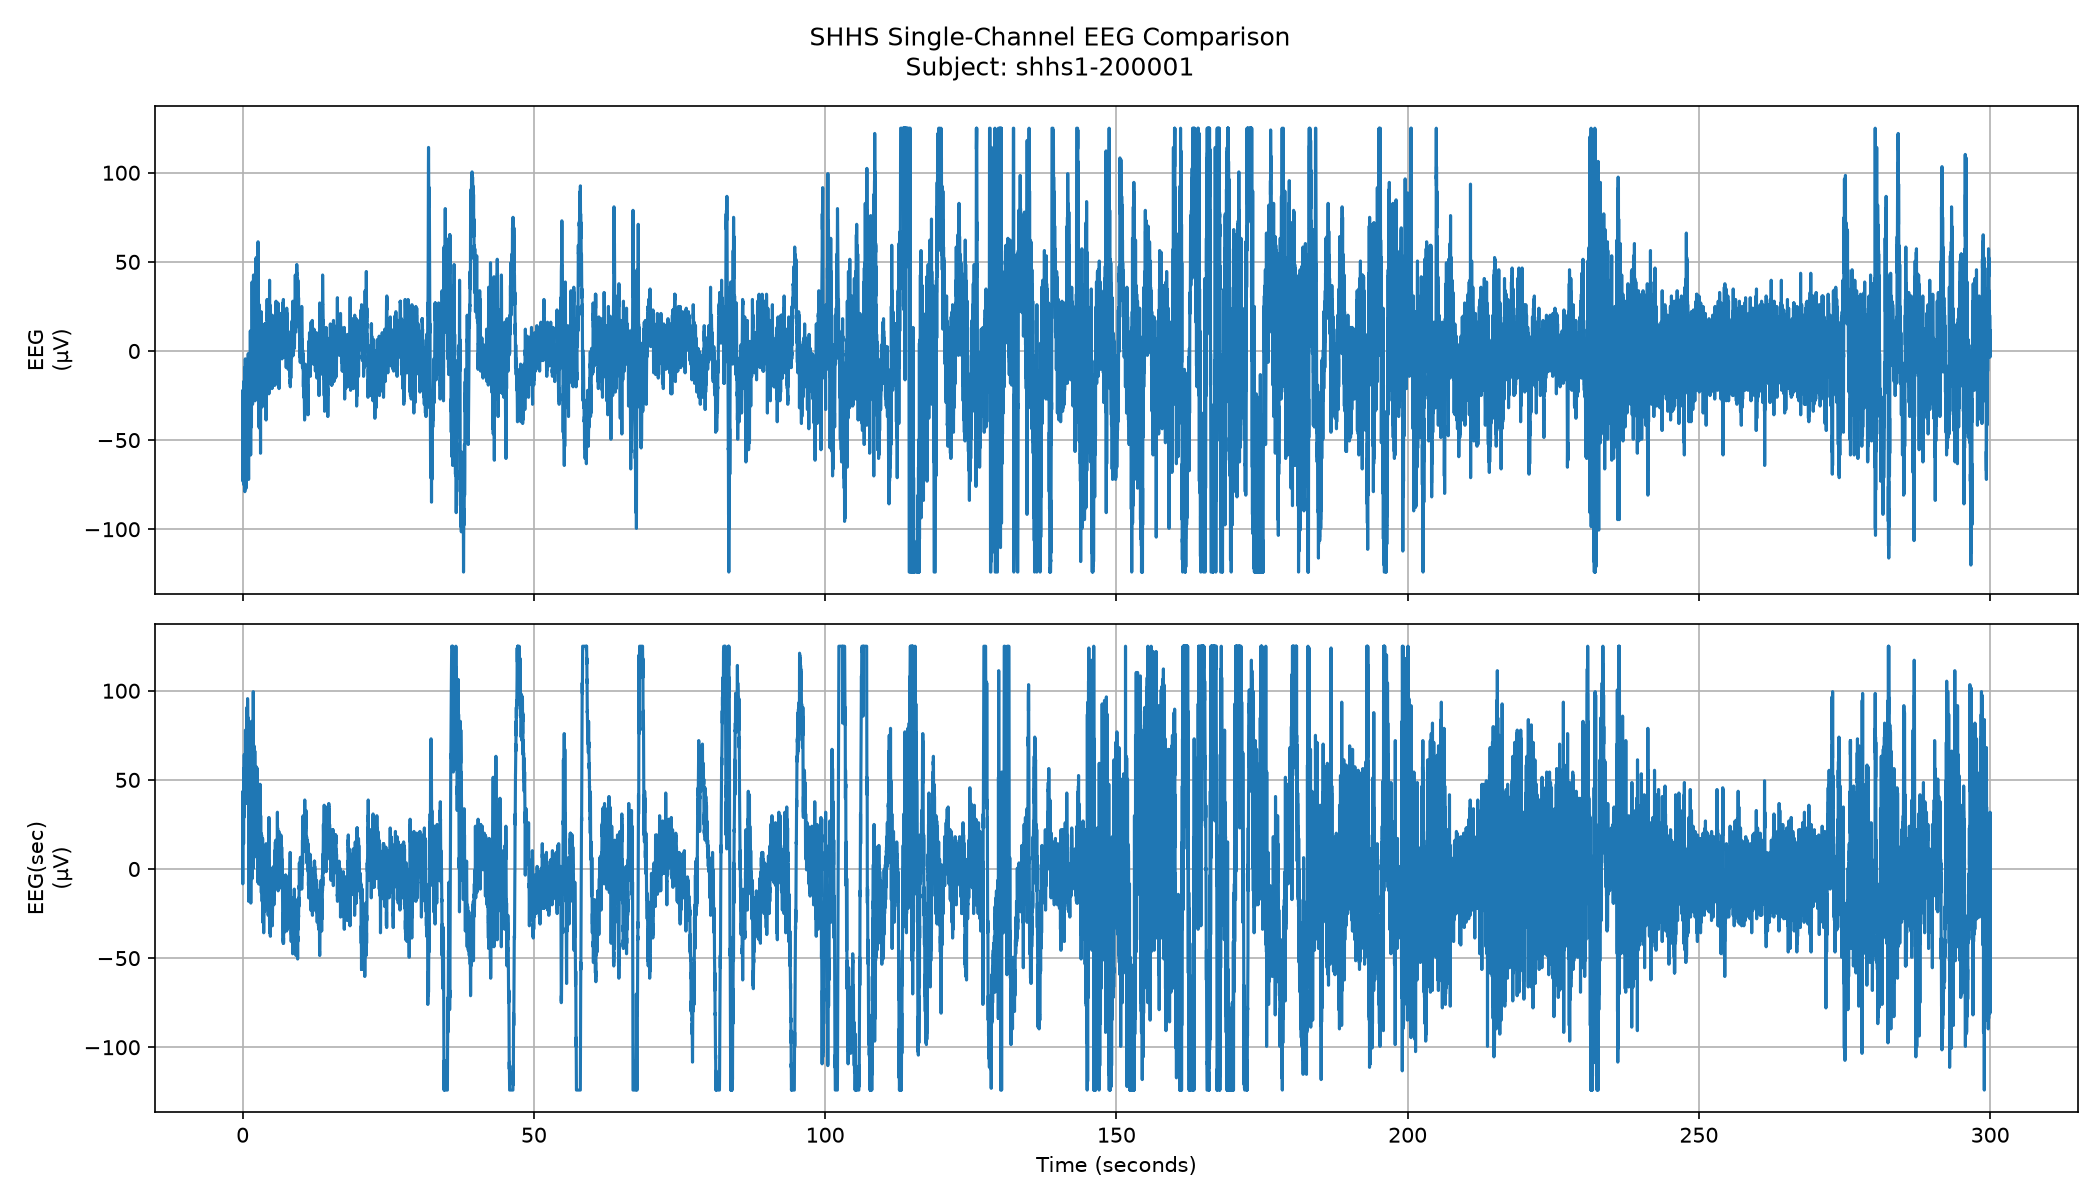 SHHS Single-Channel EEG Comparison
Subject: shhs1-200001
EEG
(µV)
100
50
0
−50
−100
EEG(sec)
(µV)
100
50
0
−50
−100
0 50 100 150 200 250 300
Time (seconds)